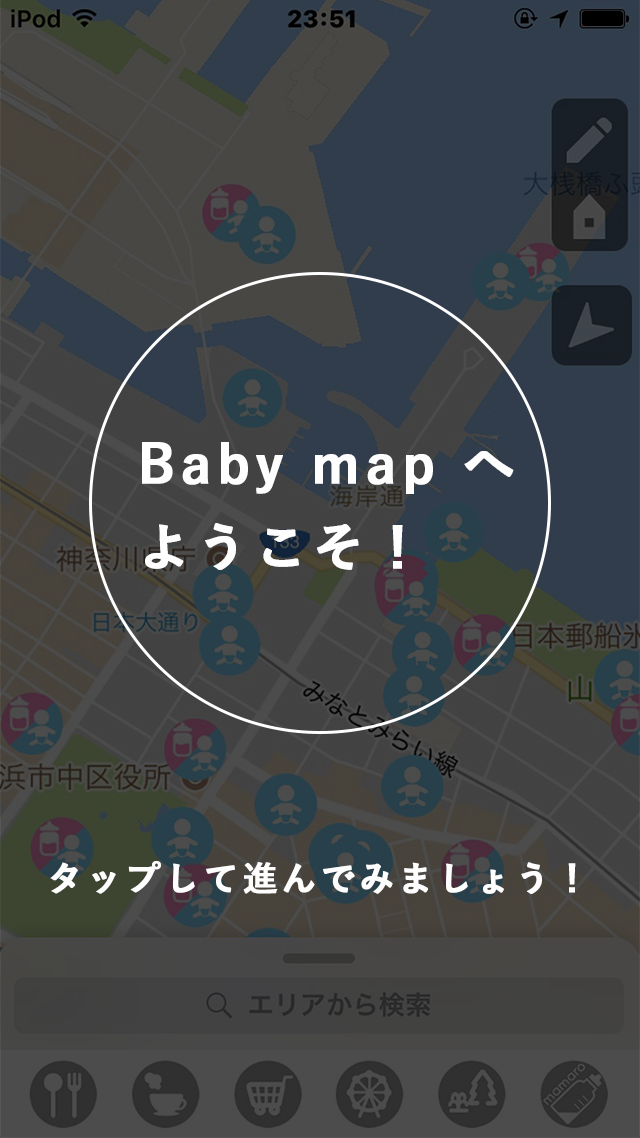 iPod 23:51
大桟橋ふ頭
Baby map へ
海岸通
ようこそ！
133
神奈川県庁
日本大通り
日本郵船氷
山
みなとみらい線
浜市中区役所
タップして進んでみましょう！
エリアから検索
mamaro